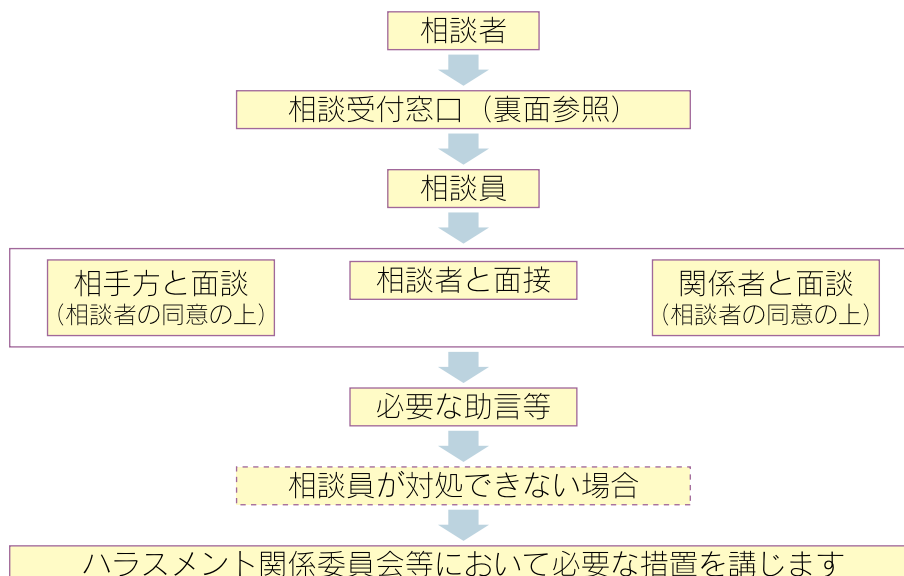 相談者
相談受付窓口（裏面参照）
相談員
相手方と面談
（相談者の同意の上）
相談者と面接
関係者と面談
（相談者の同意の上）
必要な助言等
相談員が対処できない場合
ハラスメント関係委員会等において必要な措置を講じます